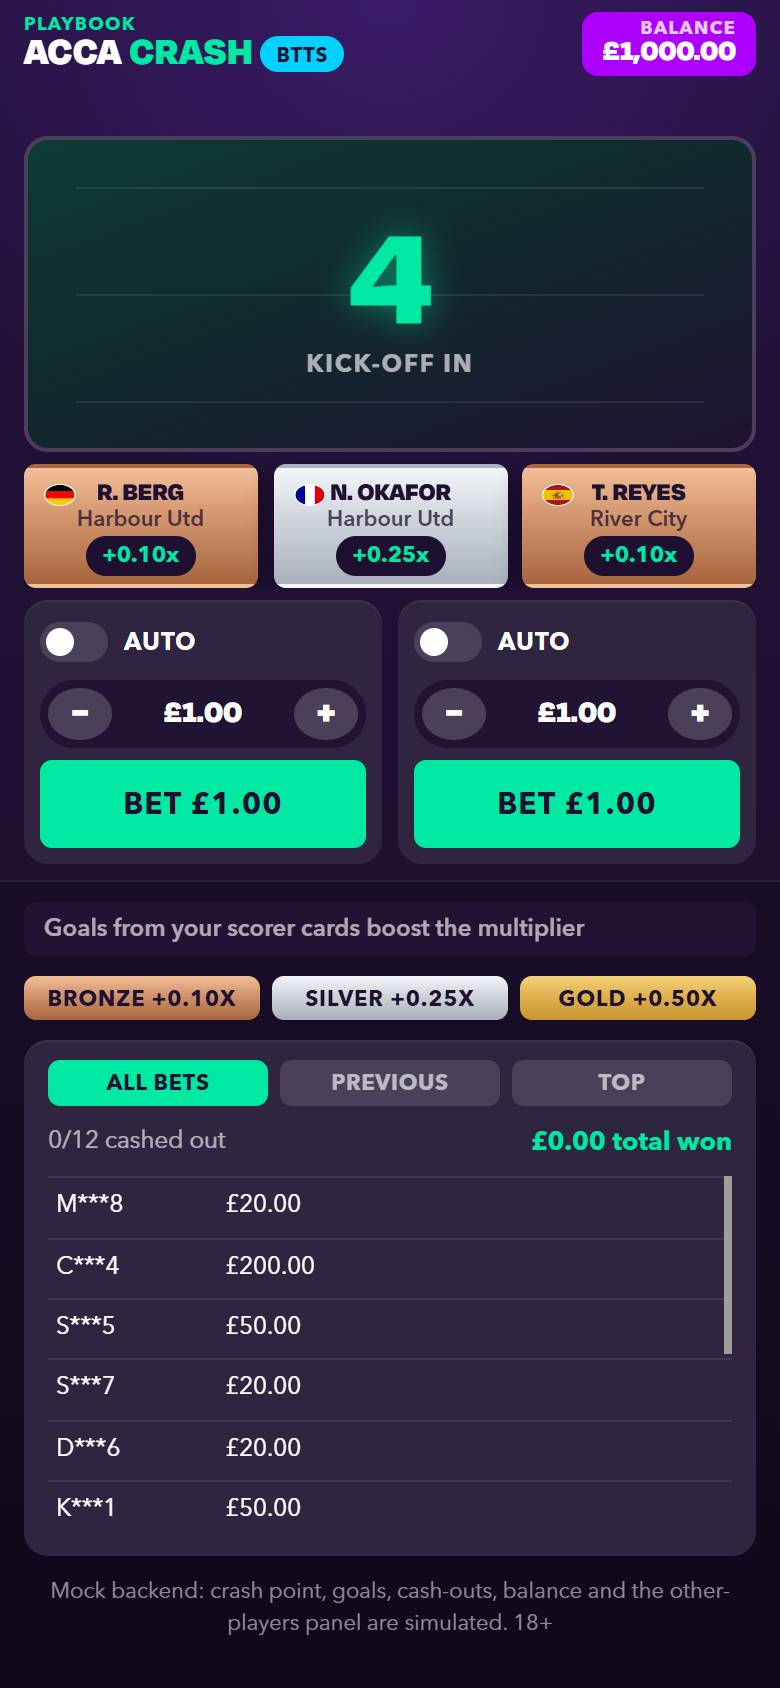 PLAYBOOK
ACCA CRASH BTTS
BALANCE
£1,000.00
4
KICK-OFF IN
R. BERG
Harbour Utd
+0.10x
N. OKAFOR
Harbour Utd
+0.25x
T. REYES
River City
+0.10x
AUTO
− £1.00 +
BET £1.00
AUTO
− £1.00 +
BET £1.00
Goals from your scorer cards boost the multiplier
BRONZE +0.10X
SILVER +0.25X
GOLD +0.50X
ALL BETS
PREVIOUS
TOP
0/12 cashed out
£0.00 total won
M***8 £20.00
C***4 £200.00
S***5 £50.00
S***7 £20.00
D***6 £20.00
K***1 £50.00
Mock backend: crash point, goals, cash-outs, balance and the other-
players panel are simulated. 18+